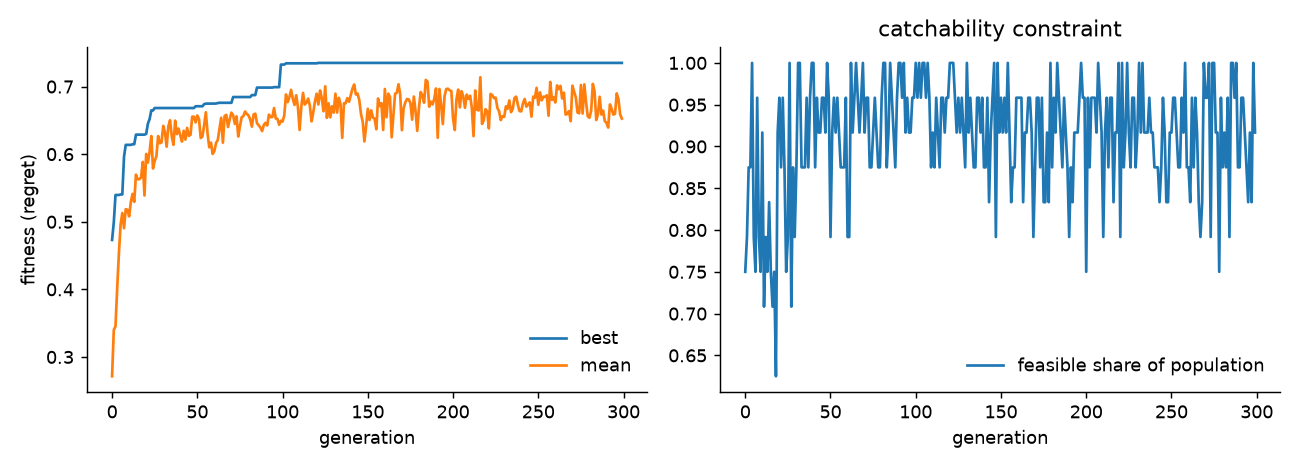 fitness (regret)
0.7
0.6
0.5
0.4
0.3
0 50 100 150 200 250 300
generation
best
mean
catchability constraint
1.00
0.95
0.90
0.85
0.80
0.75
0.70
0.65
0 50 100 150 200 250 300
generation
feasible share of population